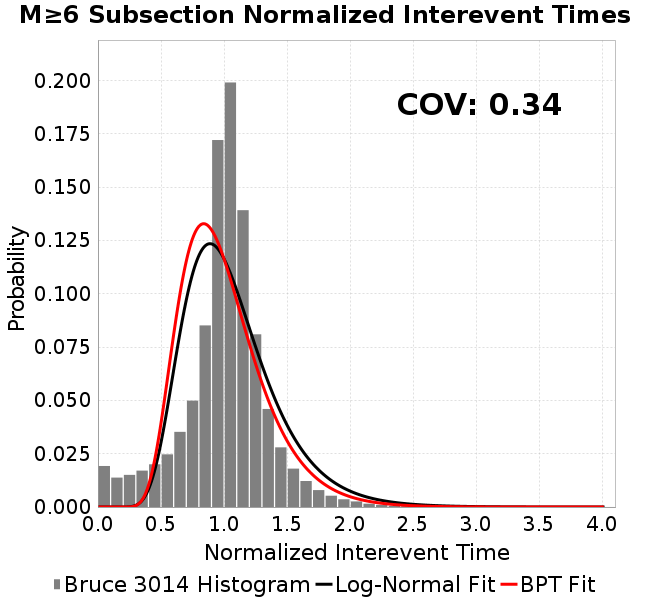 M≥6 Subsection Normalized Interevent Times
COV: 0.34
Probability
0.200
0.175
0.150
0.125
0.100
0.075
0.050
0.025
0.000
0.0 0.5 1.0 1.5 2.0 2.5 3.0 3.5 4.0
Normalized Interevent Time
Bruce 3014 Histogram Log-Normal Fit BPT Fit